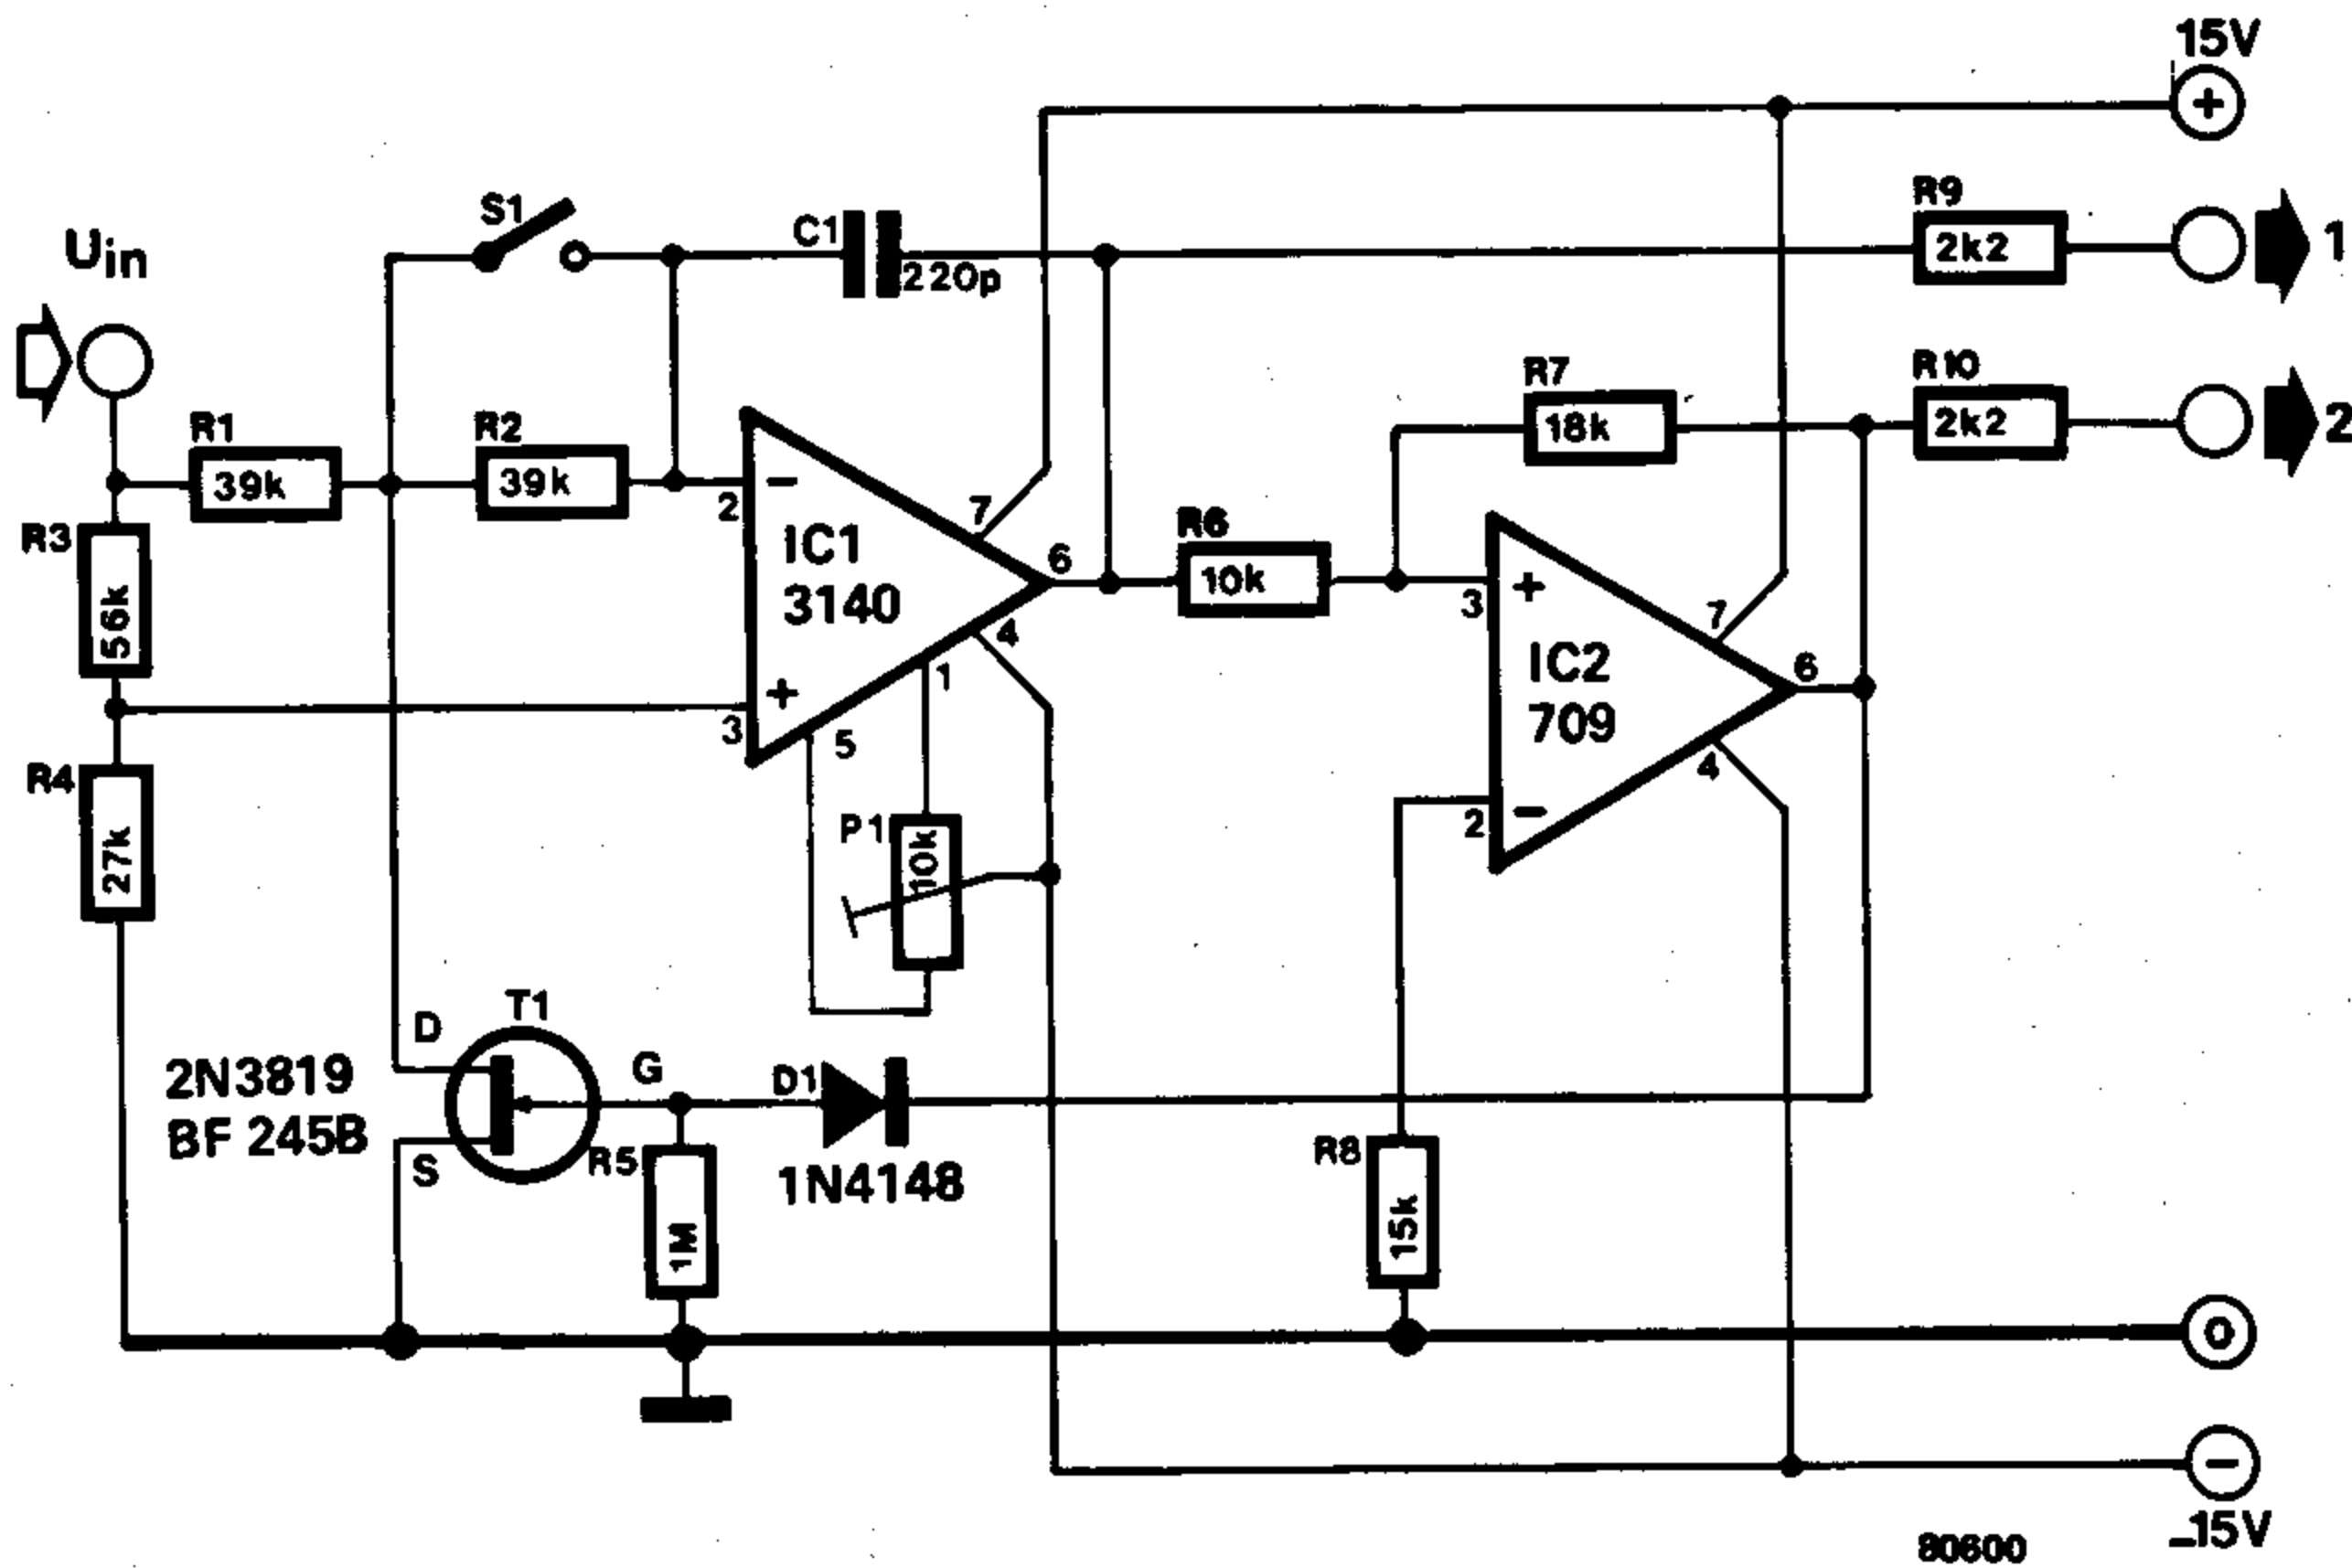 15V
+
R9
2k2
1
S1
C1
220p
Uin
R7
18k
R10
2k2
2
R1
39k
R2
39k
−
2
7
IC1
3140
6
R6
10k
+
3
R3
56k
4
1
7
IC2
709
6
+
3
5
4
R4
27k
P1
10k
−
2
D
T1
2N3819
BF 245B
G
D1
S
R5
1M
1N4148
R8
15k
0
−
−15V
80600